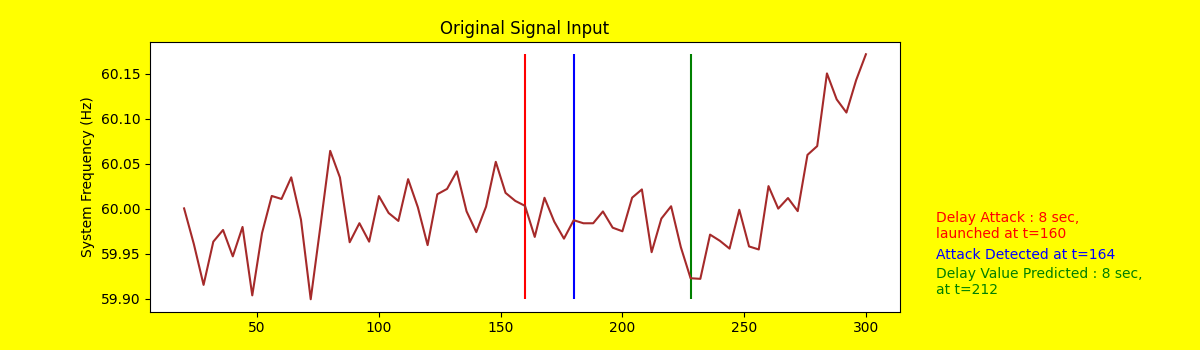 Original Signal Input
System Frequency (Hz)
60.15
60.10
60.05
60.00
59.95
59.90
50
100
150
200
250
300
Delay Attack : 8 sec,
launched at t=160
Attack Detected at t=164
Delay Value Predicted : 8 sec,
at t=212